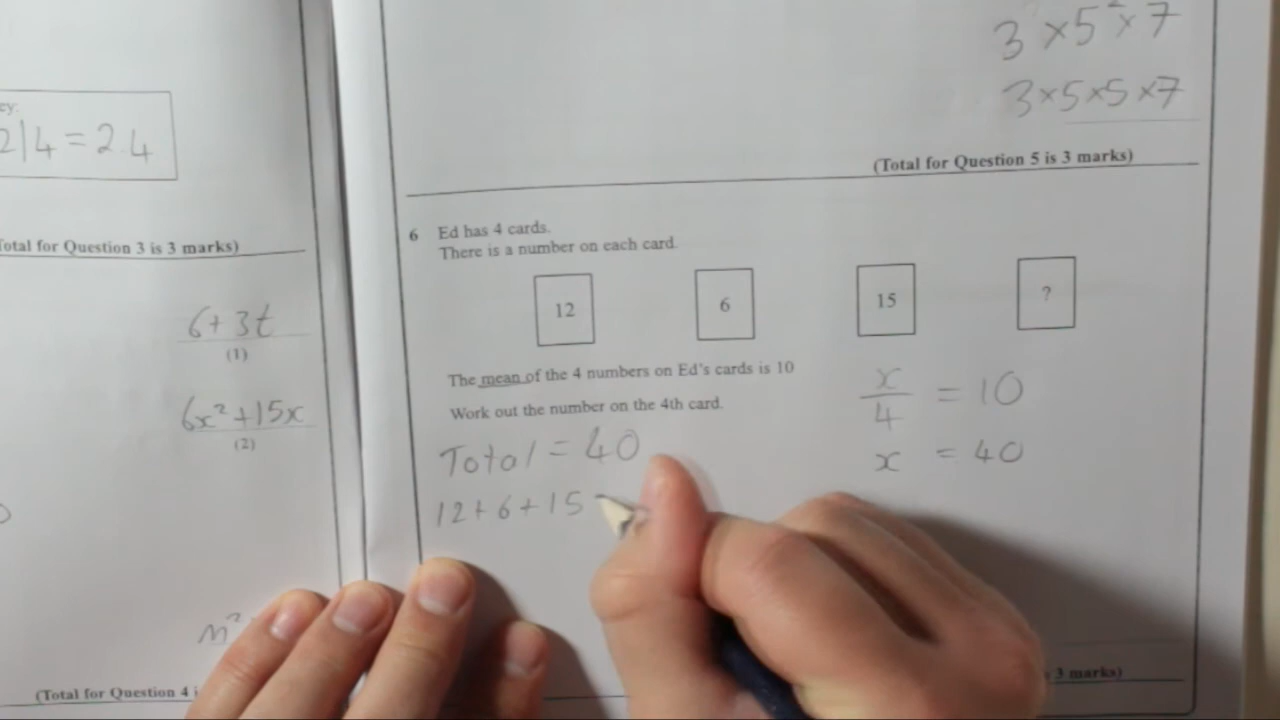 ey:
2|4 = 2.4
Total for Question 3 is 3 marks)
6 + 3t
(1)
6x² + 15x
(2)
m²
(Total for Question 4 i
3 × 5² × 7
3 × 5 × 5 × 7
(Total for Question 5 is 3 marks)
6 Ed has 4 cards.
There is a number on each card.
12 6 15 ?
The mean of the 4 numbers on Ed's cards is 10
Work out the number on the 4th card.
x/4 = 10
x = 40
Total = 40
12 + 6 + 15
3 marks)